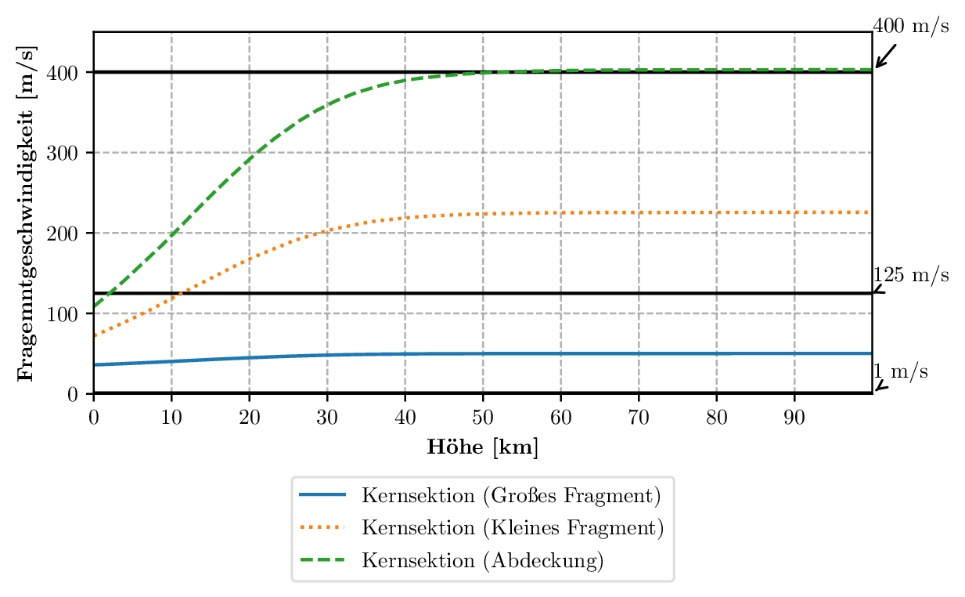 400 m/s
400
300
200
125 m/s
100
1 m/s
0
Fragemntgeschwindigkeit [m/s]
0 10 20 30 40 50 60 70 80 90
Höhe [km]
Kernsektion (Großes Fragment)
Kernsektion (Kleines Fragment)
Kernsektion (Abdeckung)